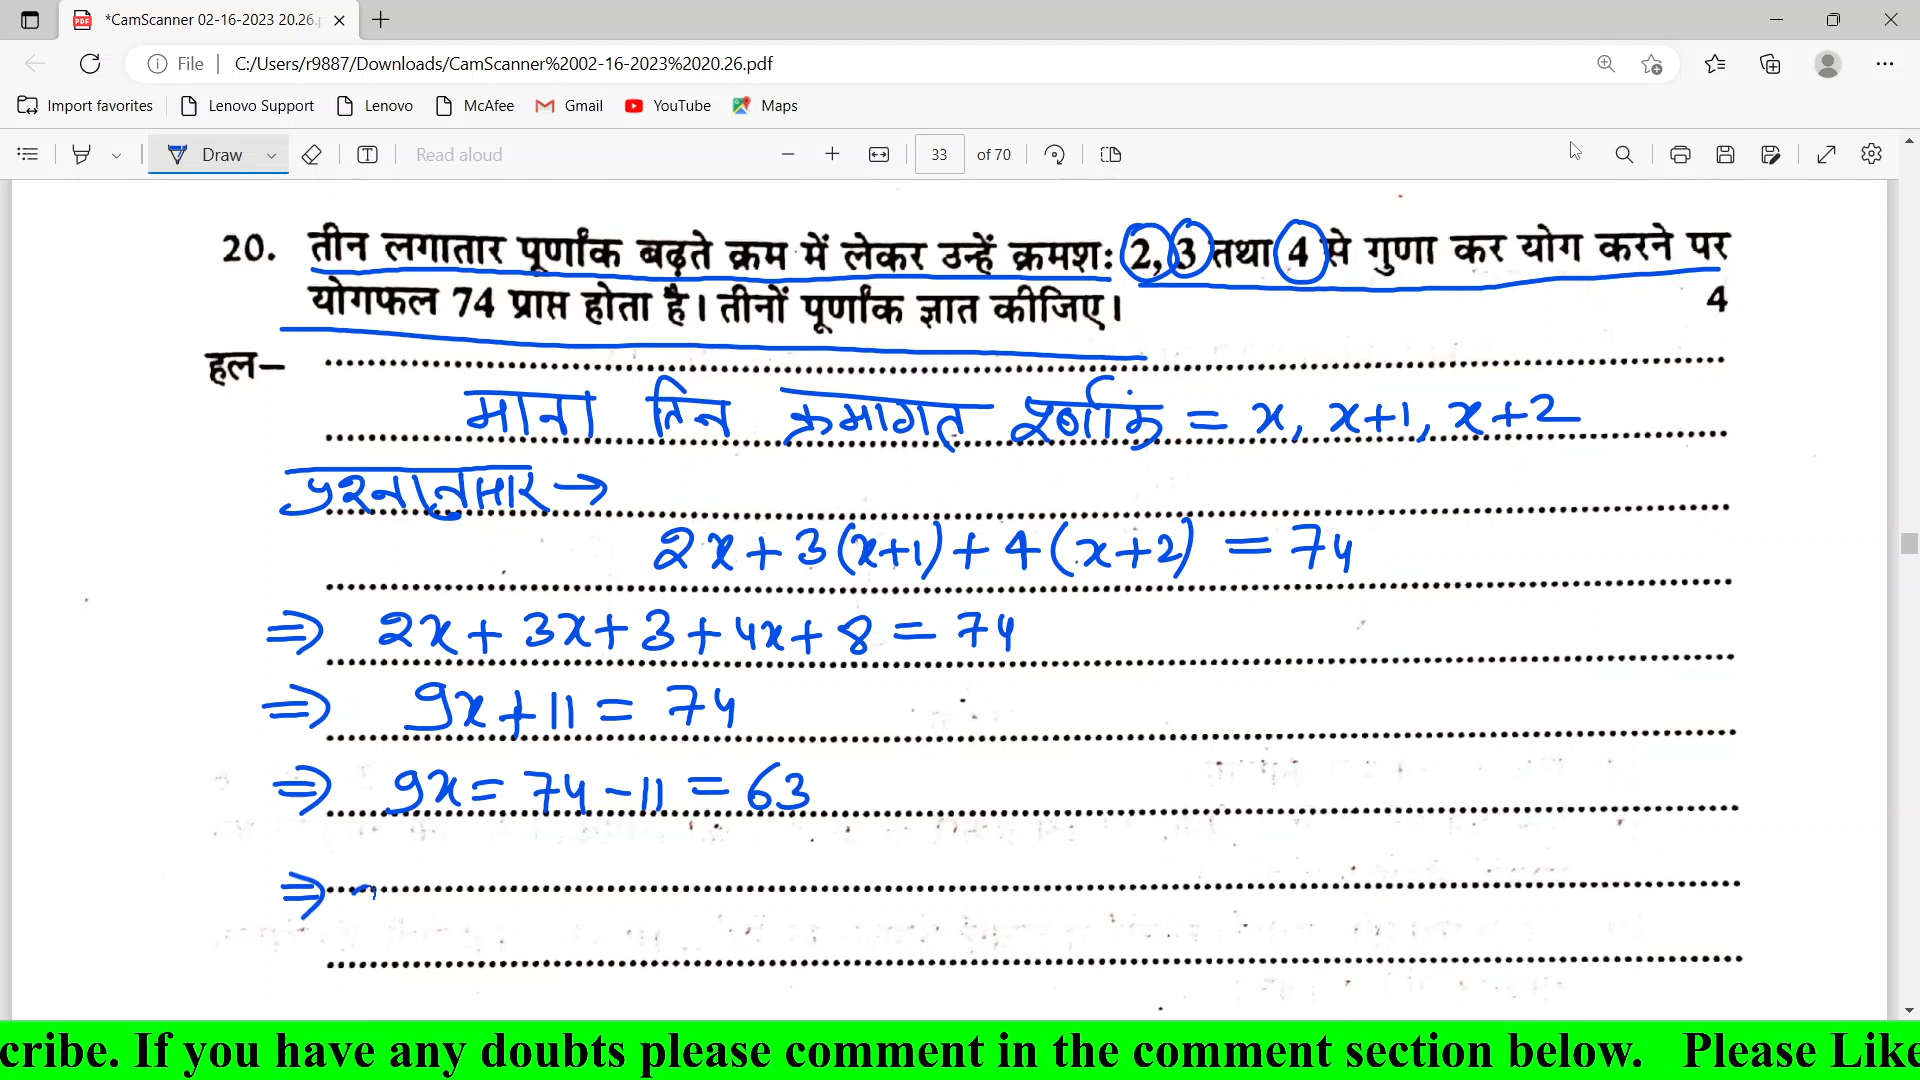 *CamScanner 02-16-2023 20.26.
File C:/Users/r9887/Downloads/CamScanner%2002-16-2023%2020.26.pdf
Import favorites Lenovo Support Lenovo McAfee Gmail YouTube Maps
Draw Read aloud 33 of 70
20. तीन लगातार पूर्णांक बढ़ते क्रम में लेकर उन्हें क्रमशः 2, 3 तथा 4 से गुणा कर योग करने पर
योगफल 74 प्राप्त होता है। तीनों पूर्णांक ज्ञात कीजिए। 4
हल–
माना तिन क्रमागत पूर्णांक = x, x+1, x+2
प्रश्नानुसार →
2x + 3(x+1) + 4(x+2) = 74
⇒ 2x + 3x + 3 + 4x + 8 = 74
⇒ 9x + 11 = 74
⇒ 9x = 74 - 11 = 63
⇒
cribe. If you have any doubts please comment in the comment section below. Please Like